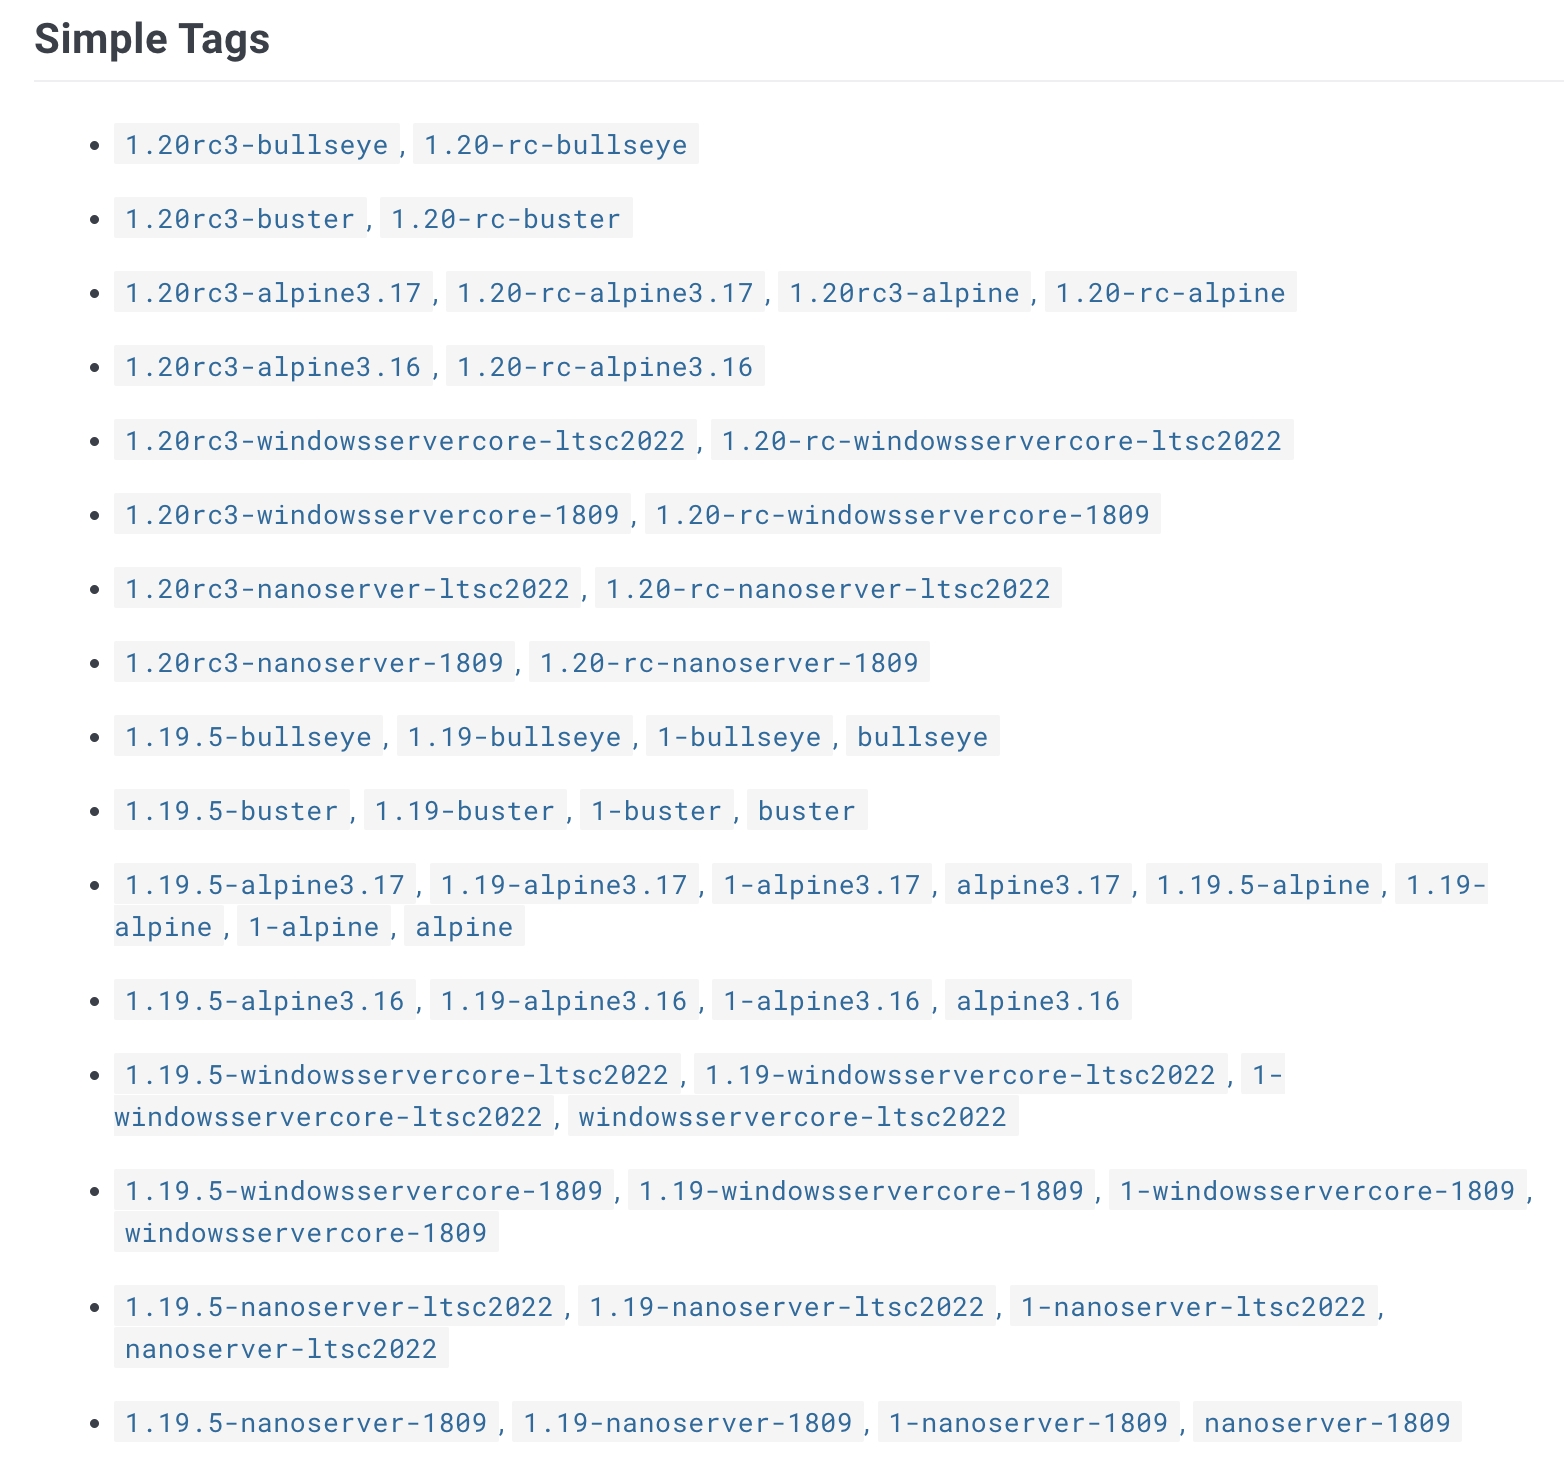 Simple Tags
1.20rc3-bullseye, 1.20-rc-bullseye
1.20rc3-buster, 1.20-rc-buster
1.20rc3-alpine3.17, 1.20-rc-alpine3.17, 1.20rc3-alpine, 1.20-rc-alpine
1.20rc3-alpine3.16, 1.20-rc-alpine3.16
1.20rc3-windowsservercore-ltsc2022, 1.20-rc-windowsservercore-ltsc2022
1.20rc3-windowsservercore-1809, 1.20-rc-windowsservercore-1809
1.20rc3-nanoserver-ltsc2022, 1.20-rc-nanoserver-ltsc2022
1.20rc3-nanoserver-1809, 1.20-rc-nanoserver-1809
1.19.5-bullseye, 1.19-bullseye, 1-bullseye, bullseye
1.19.5-buster, 1.19-buster, 1-buster, buster
1.19.5-alpine3.17, 1.19-alpine3.17, 1-alpine3.17, alpine3.17, 1.19.5-alpine, 1.19-
alpine, 1-alpine, alpine
1.19.5-alpine3.16, 1.19-alpine3.16, 1-alpine3.16, alpine3.16
1.19.5-windowsservercore-ltsc2022, 1.19-windowsservercore-ltsc2022, 1-
windowsservercore-ltsc2022, windowsservercore-ltsc2022
1.19.5-windowsservercore-1809, 1.19-windowsservercore-1809, 1-windowsservercore-1809,
windowsservercore-1809
1.19.5-nanoserver-ltsc2022, 1.19-nanoserver-ltsc2022, 1-nanoserver-ltsc2022,
nanoserver-ltsc2022
1.19.5-nanoserver-1809, 1.19-nanoserver-1809, 1-nanoserver-1809, nanoserver-1809